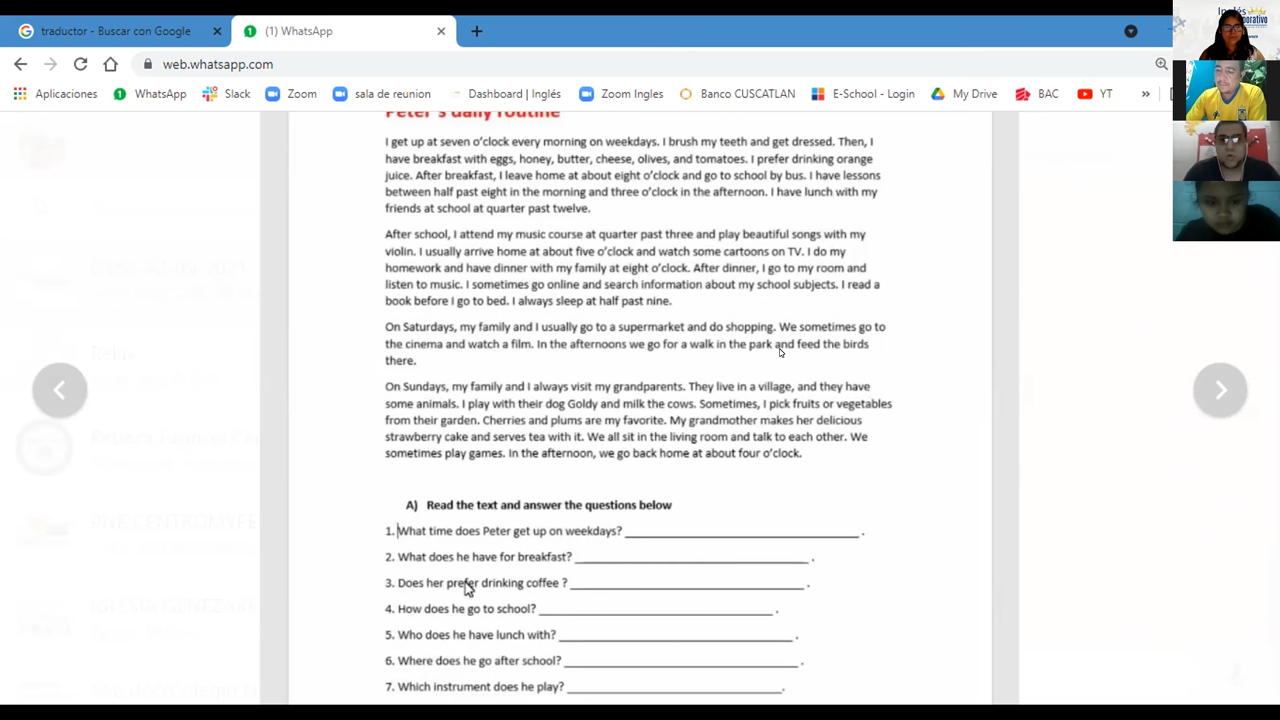 traductor - Buscar con Google
(1) WhatsApp
Inglés
web.whatsapp.com
Aplicaciones WhatsApp Slack Zoom sala de reunion Dashboard | Inglés Zoom Ingles Banco CUSCATLAN E-School - Login My Drive BAC YT »
Peter's daily routine
I get up at seven o'clock every morning on weekdays. I brush my teeth and get dressed. Then, I
have breakfast with eggs, honey, butter, cheese, olives, and tomatoes. I prefer drinking orange
juice. After breakfast, I leave home at about eight o'clock and go to school by bus. I have lessons
between half past eight in the morning and three o'clock in the afternoon. I have lunch with my
friends at school at quarter past twelve.
After school, I attend my music course at quarter past three and play beautiful songs with my
violin. I usually arrive home at about five o'clock and watch some cartoons on TV. I do my
homework and have dinner with my family at eight o'clock. After dinner, I go to my room and
listen to music. I sometimes go online and search information about my school subjects. I read a
book before I go to bed. I always sleep at half past nine.
On Saturdays, my family and I usually go to a supermarket and do shopping. We sometimes go to
the cinema and watch a film. In the afternoons we go for a walk in the park and feed the birds
there.
On Sundays, my family and I always visit my grandparents. They live in a village, and they have
some animals. I play with their dog Goldy and milk the cows. Sometimes, I pick fruits or vegetables
from their garden. Cherries and plums are my favorite. My grandmother makes her delicious
strawberry cake and serves tea with it. We all sit in the living room and talk to each other. We
sometimes play games. In the afternoon, we go back home at about four o'clock.
A) Read the text and answer the questions below
1. What time does Peter get up on weekdays? ____________________ .
2. What does he have for breakfast? ____________________ .
3. Does her prefer drinking coffee ? ____________________ .
4. How does he go to school? ____________________ .
5. Who does he have lunch with? ____________________ .
6. Where does he go after school? ____________________ .
7. Which instrument does he play? ____________________ .